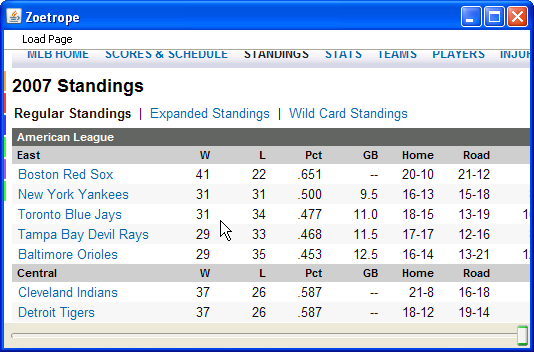 Zoetrope
Load Page
MLB HOME SCORES & SCHEDULE STANDINGS STATS TEAMS PLAYERS INJUR
2007 Standings
Regular Standings | Expanded Standings | Wild Card Standings
American League
East W L Pct GB Home Road
Boston Red Sox 41 22 .651 -- 20-10 21-12
New York Yankees 31 31 .500 9.5 16-13 15-18
Toronto Blue Jays 31 34 .477 11.0 18-15 13-19
Tampa Bay Devil Rays 29 33 .468 11.5 17-17 12-16
Baltimore Orioles 29 35 .453 12.5 16-14 13-21
Central W L Pct GB Home Road
Cleveland Indians 37 26 .587 -- 21-8 16-18
Detroit Tigers 37 26 .587 -- 18-12 19-14